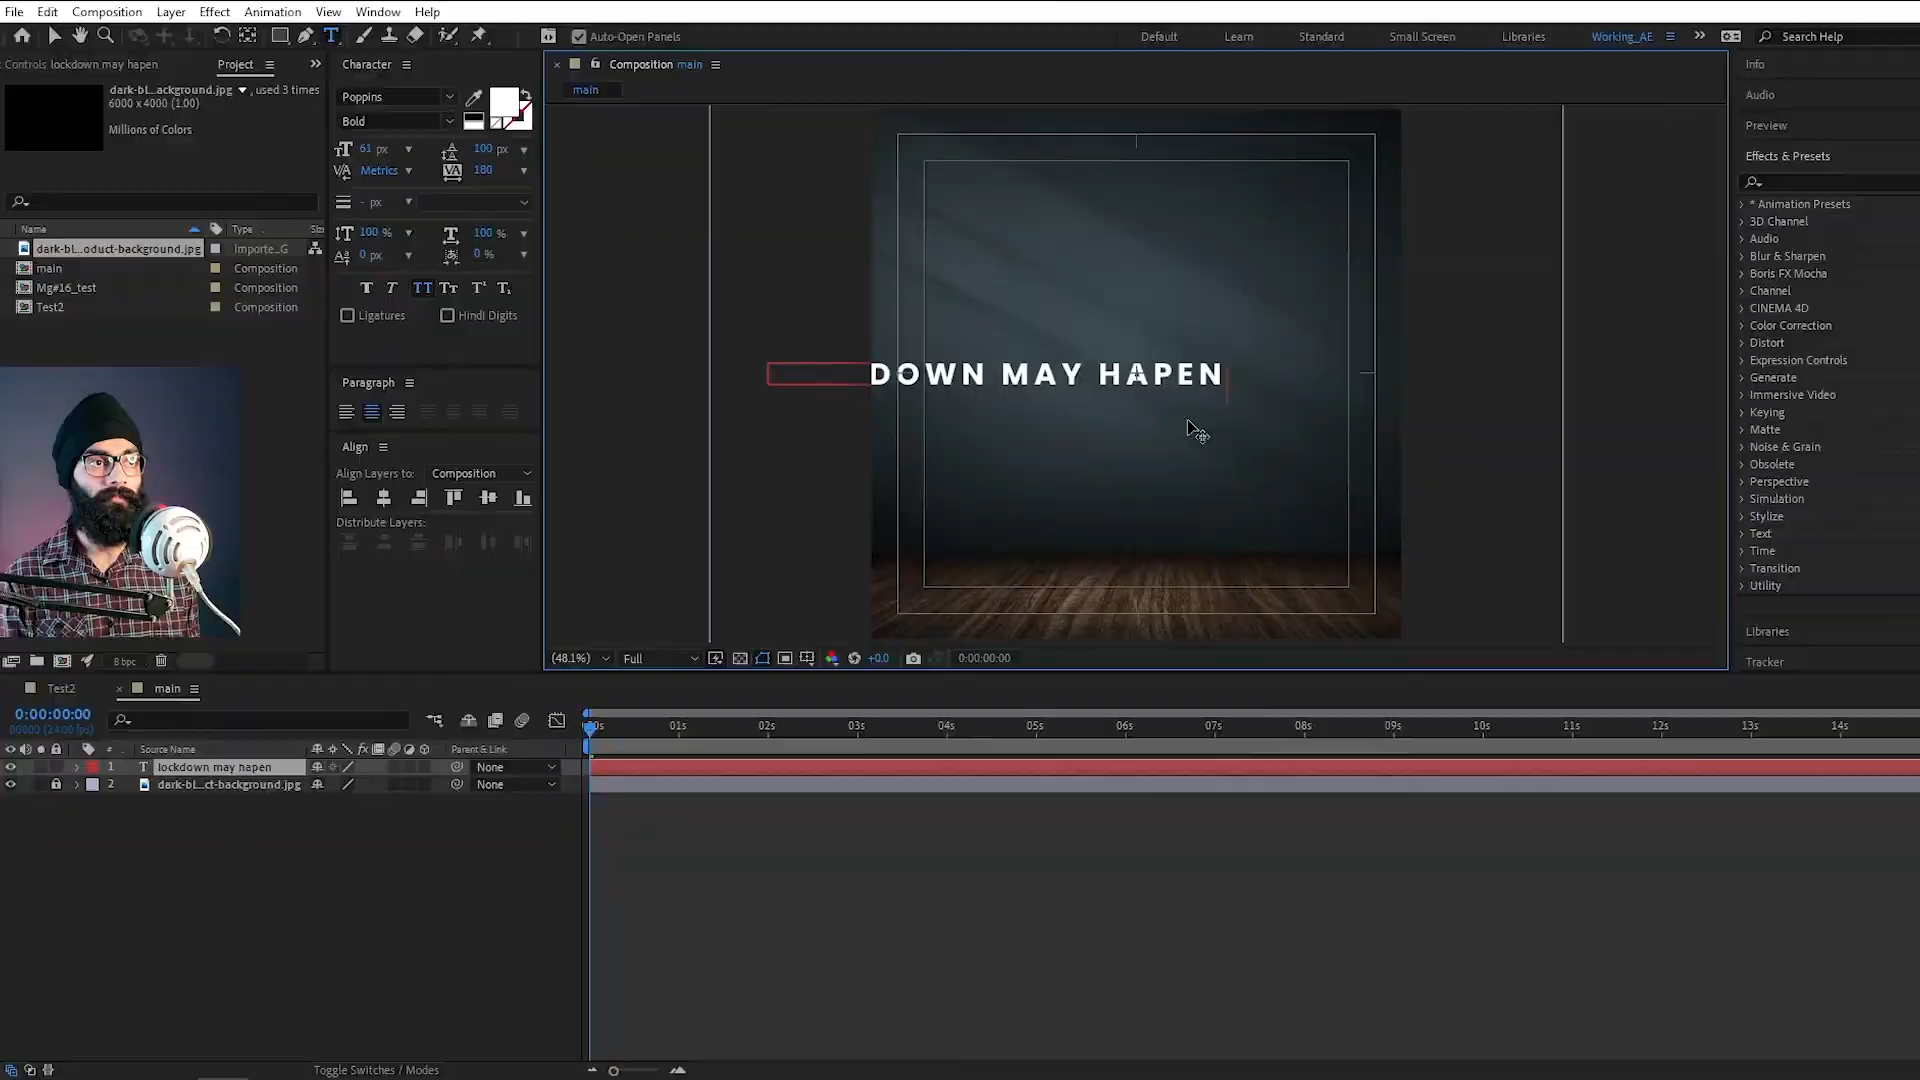 File Edit Composition Layer Effect Animation View Window Help
Auto-Open Panels Default Learn Standard Small Screen Libraries Working_AE Search Help
Controls lockdown may hapen Project
dark-bl...ackground.jpg , used 3 times
6000 x 4000 (1.00)
Millions of Colors
Name Type Siz
dark-bl...oduct-background.jpg Importe_G
main Composition
Mg#16_test Composition
Test2 Composition
8 bpc
Character
Poppins
Bold
61 px 100 px
Metrics 180
- px
100 % 100 %
0 px 0 %
Ligatures Hindi Digits
Paragraph
Align
Align Layers to: Composition
Distribute Layers:
Composition main
main
DOWN MAY HAPEN
(48.1%) Full +0.0 0:00:00:00
Info
Audio
Preview
Effects & Presets
* Animation Presets
3D Channel
Audio
Blur & Sharpen
Boris FX Mocha
Channel
CINEMA 4D
Color Correction
Distort
Expression Controls
Generate
Immersive Video
Keying
Matte
Noise & Grain
Obsolete
Perspective
Simulation
Stylize
Text
Time
Transition
Utility
Libraries
Tracker
Test2 main
0:00:00:00
00000 (24.00 fps)
01s 02s 03s 04s 05s 06s 07s 08s 09s 10s 11s 12s 13s 14s
# Source Name Parent & Link
1 T lockdown may hapen None
2 dark-bl...ct-background.jpg None
Toggle Switches / Modes